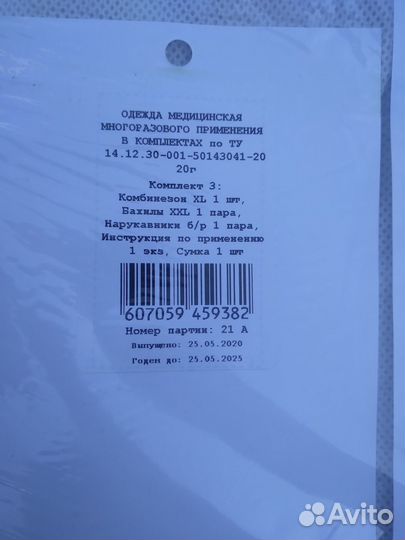 ОДЕЖДА МЕДИЦИНСКАЯ
МНОГОРАЗОВОГО ПРИМЕНЕНИЯ
В КОМПЛЕКТАХ по ТУ
14.12.30-001-50143041-20
20г
Комплект 3:
Комбинезон XL 1 шт,
Бахилы XXL 1 пара,
Нарукавники б/р 1 пара,
Инструкция по применению
1 экз, Сумка 1 шт
607059 459382
Номер партии: 21 А
Выпущено: 25.05.2020
Годен до: 25.05.2025
Avito